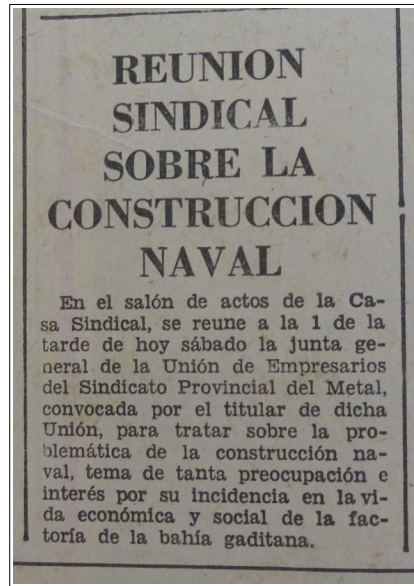 REUNION
SINDICAL
SOBRE LA
CONSTRUCCION
NAVAL
En el salón de actos de la Ca-
sa Sindical, se reune a la 1 de la
tarde de hoy sábado la junta ge-
neral de la Unión de Empresarios
del Sindicato Provincial del Metal,
convocada por el titular de dicha
Unión, para tratar sobre la pro-
blemática de la construcción na-
val, tema de tanta preocupación e
interés por su incidencia en la vi-
da económica y social de la fac-
toría de la bahía gaditana.